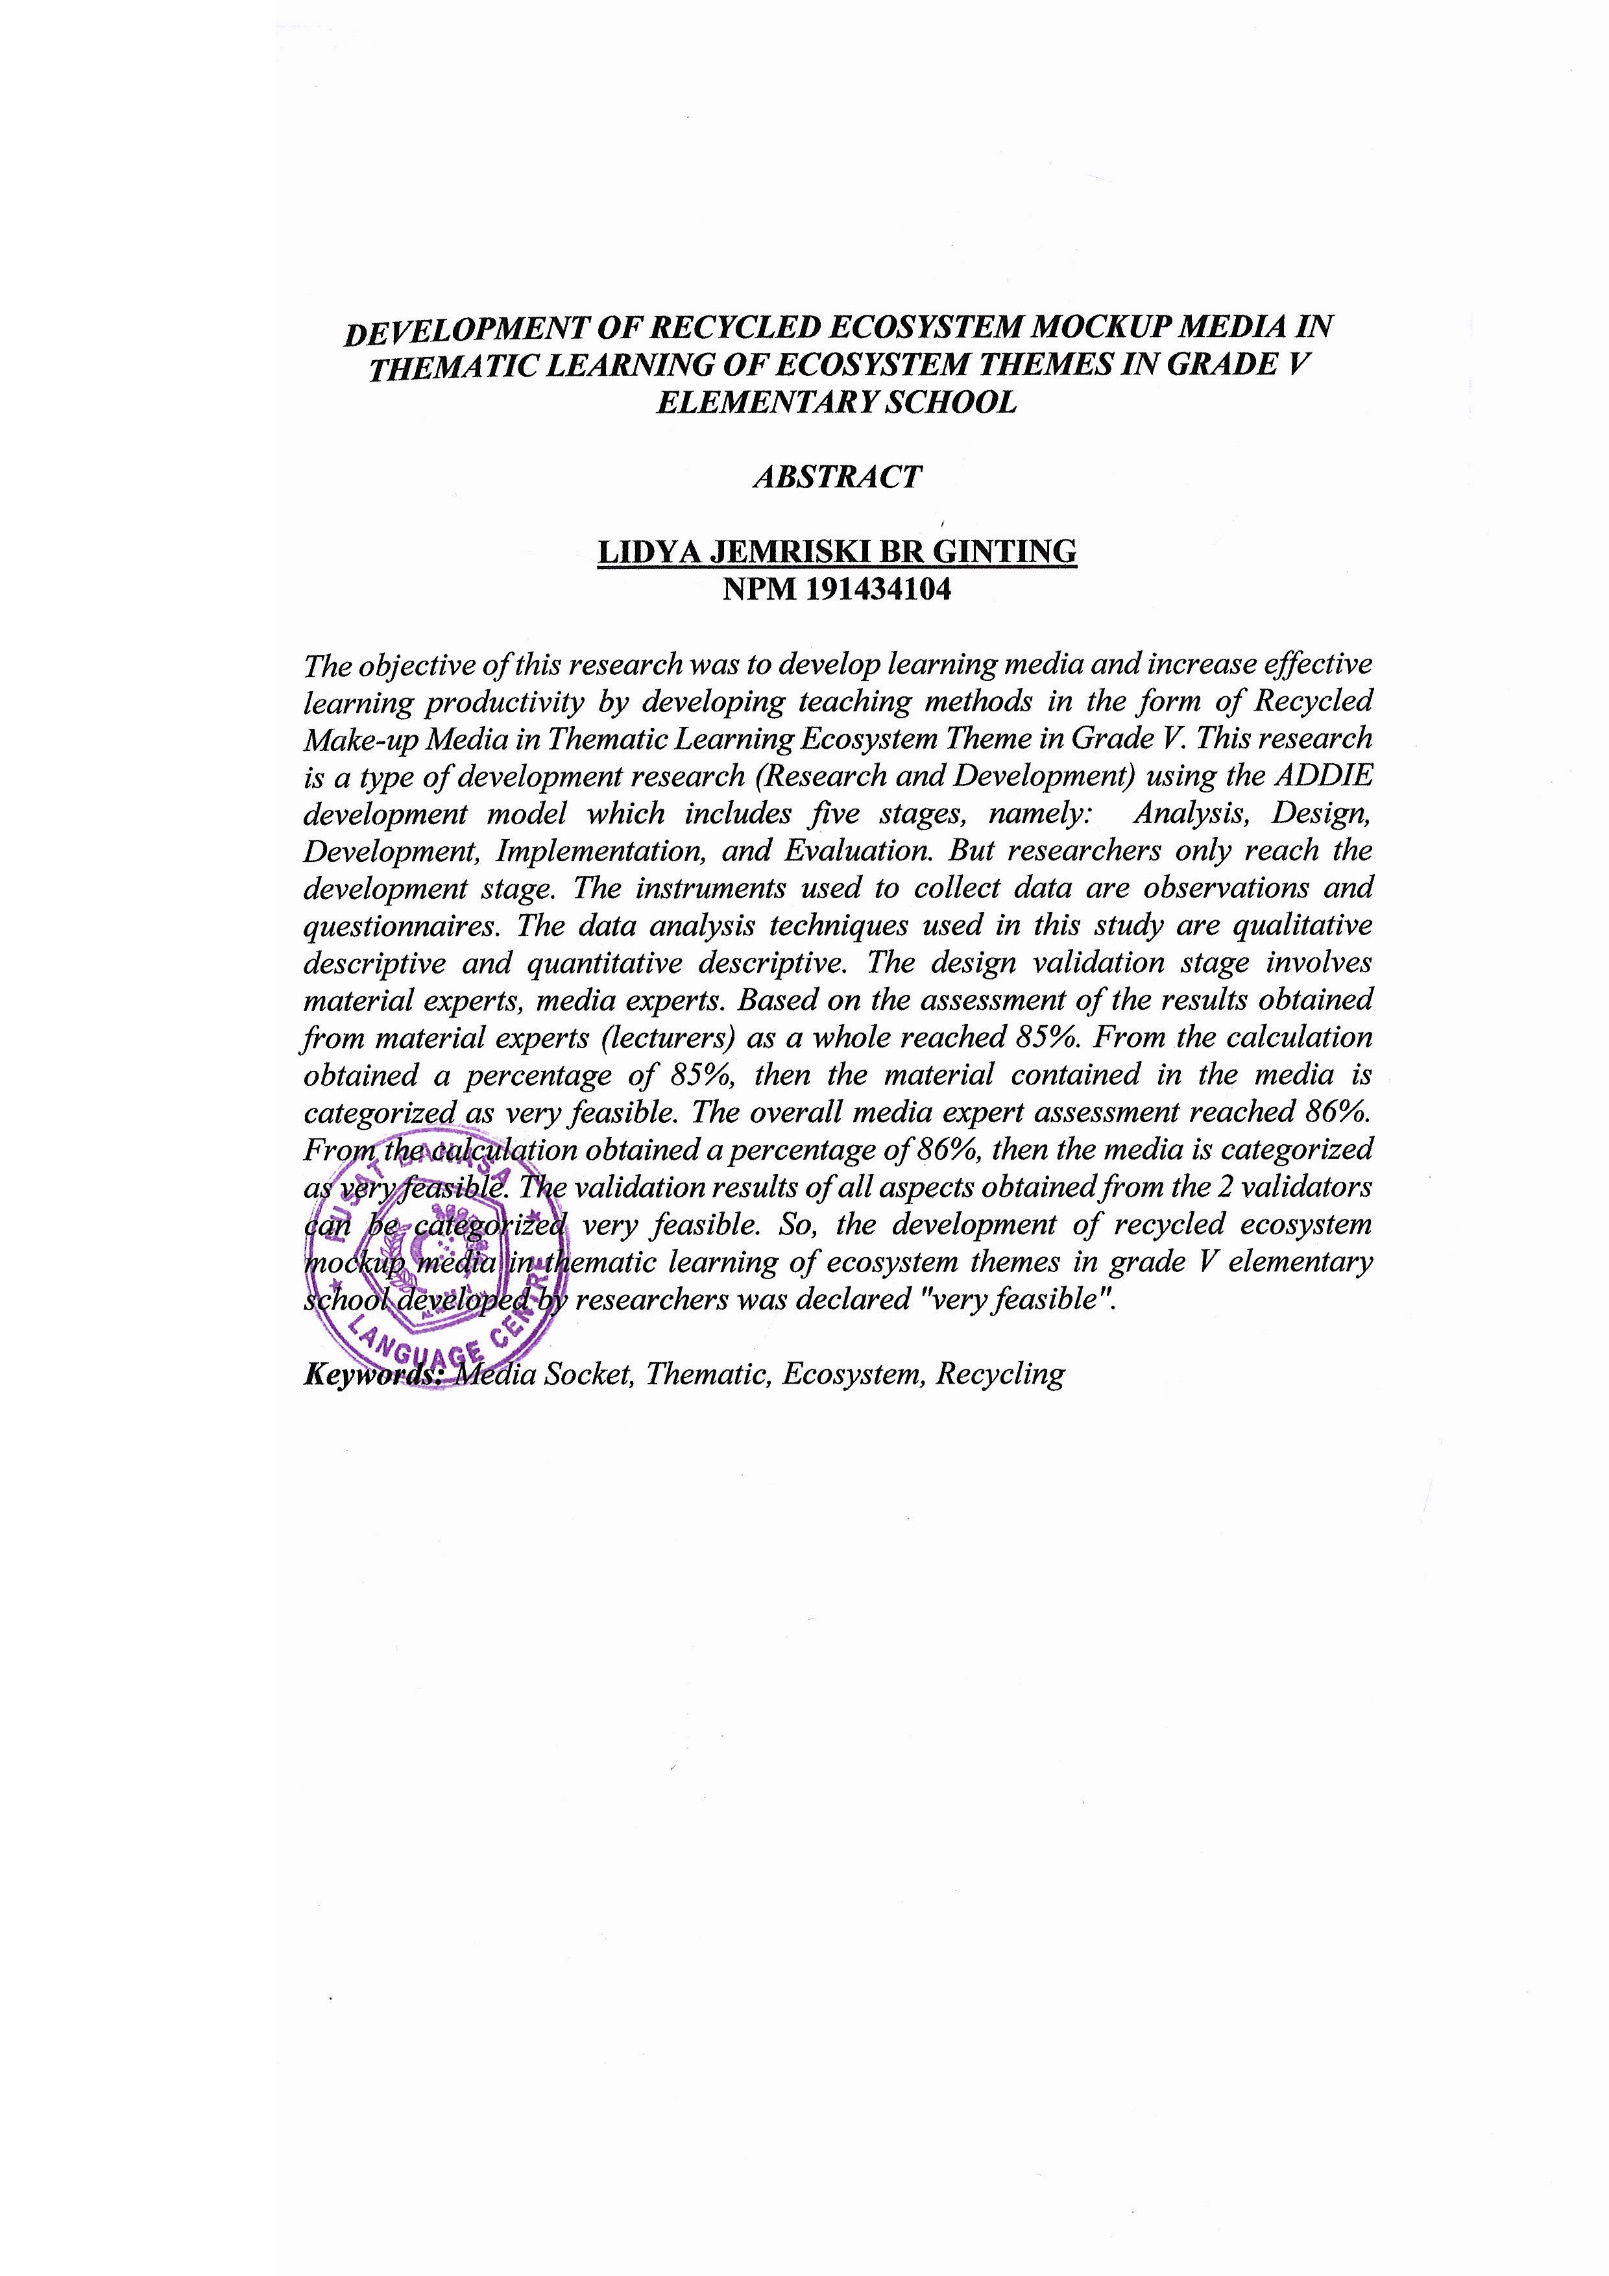 DEVELOPMENT OF RECYCLED ECOSYSTEM MOCKUP MEDIA IN
THEMATIC LEARNING OF ECOSYSTEM THEMES IN GRADE V
ELEMENTARY SCHOOL
ABSTRACT
LIDYA JEMRISKI BR GINTING
NPM 191434104
The objective of this research was to develop learning media and increase effective
learning productivity by developing teaching methods in the form of Recycled
Make-up Media in Thematic Learning Ecosystem Theme in Grade V. This research
is a type of development research (Research and Development) using the ADDIE
development model which includes five stages, namely: Analysis, Design,
Development, Implementation, and Evaluation. But researchers only reach the
development stage. The instruments used to collect data are observations and
questionnaires. The data analysis techniques used in this study are qualitative
descriptive and quantitative descriptive. The design validation stage involves
material experts, media experts. Based on the assessment of the results obtained
from material experts (lecturers) as a whole reached 85%. From the calculation
obtained a percentage of 85%, then the material contained in the media is
categorized as very feasible. The overall media expert assessment reached 86%.
From the calculation obtained a percentage of 86%, then the media is categorized
as very feasible. The validation results of all aspects obtained from the 2 validators
can be categorized very feasible. So, the development of recycled ecosystem
mockup media in thematic learning of ecosystem themes in grade V elementary
school developed by researchers was declared "very feasible".
Keywords: Media Socket, Thematic, Ecosystem, Recycling
PUSAT BAHASA
LANGUAGE CENTRE